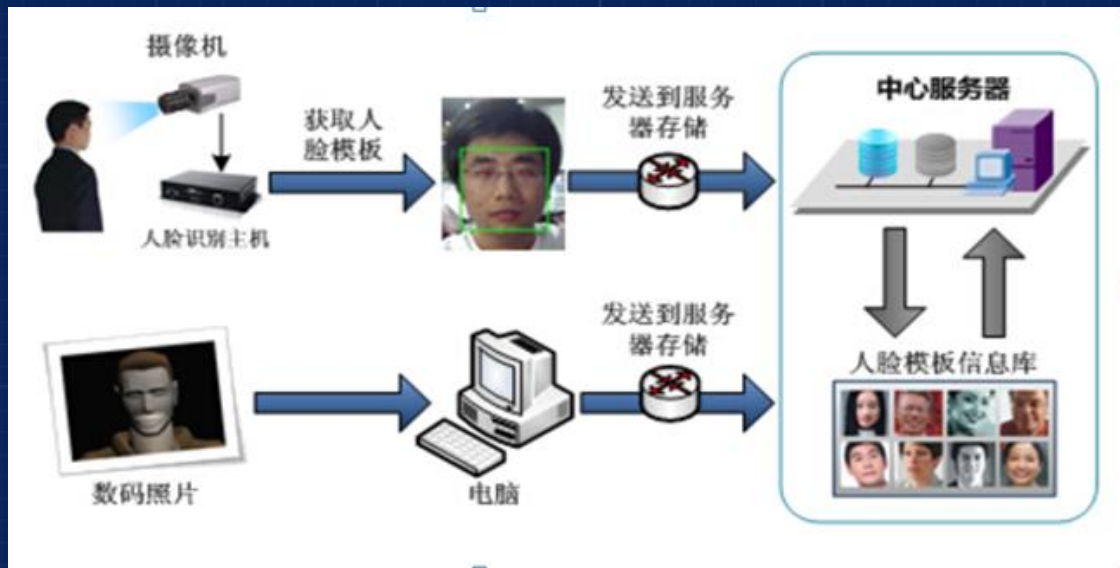 摄像机
获取人
脸模板
发送到服务
器存储
中心服务器
人脸识别主机
发送到服务
器存储
人脸模板信息库
数码照片
电脑